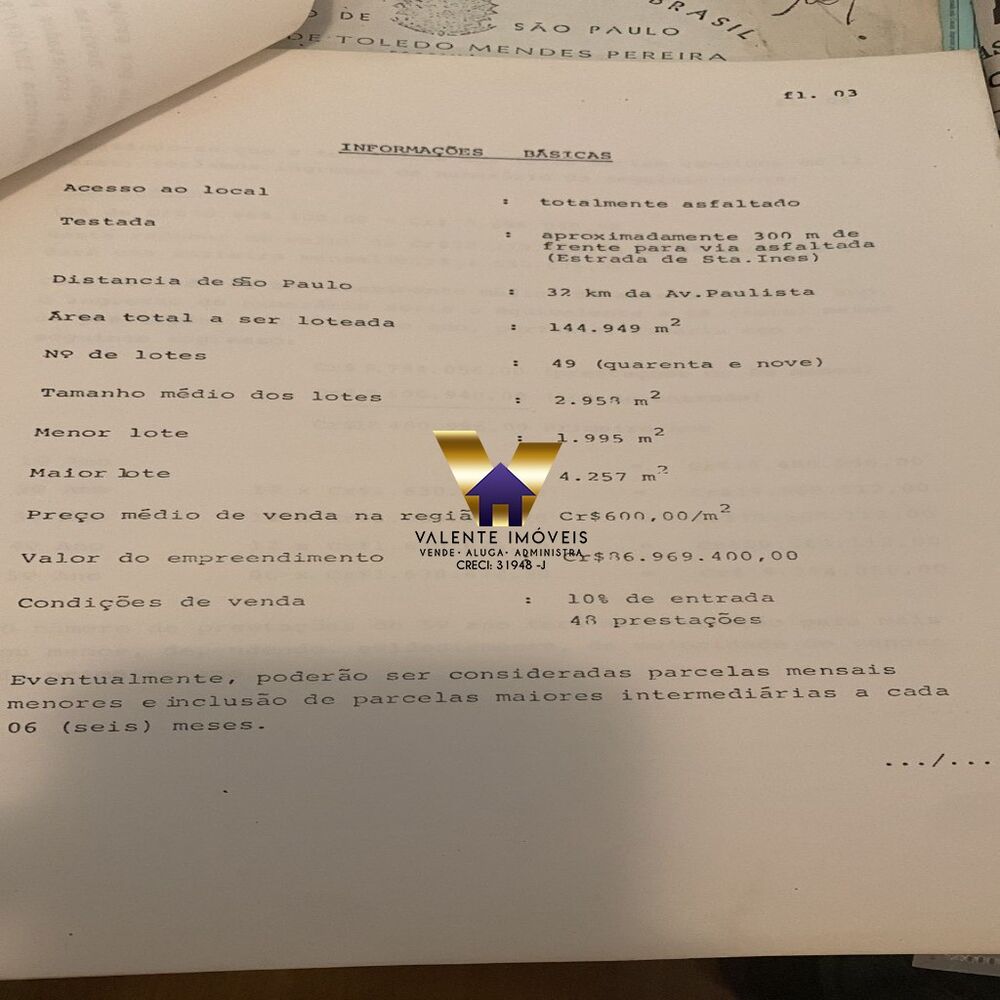 DE SÃO PAULO
BRASIL
DE TOLEDO MENDES PEREIRA
fl. 03
INFORMAÇÕES BÁSICAS
Acesso ao local : totalmente asfaltado
Testada : aproximadamente 300 m de
frente para via asfaltada
(Estrada de Sta.Ines)
Distancia de São Paulo : 32 km da Av.Paulista
Área total a ser loteada : 144.949 m²
Nº de lotes : 49 (quarenta e nove)
Tamanho médio dos lotes : 2.958 m²
Menor lote : 1.995 m²
Maior lote 4.257 m²
Preço médio de venda na regiã Cr$600,00/m²
Valor do empreendimento Cr$86.969.400,00
Condições de venda : 10% de entrada
48 prestações
Eventualmente, poderão ser consideradas parcelas mensais
menores e inclusão de parcelas maiores intermediárias a cada
06 (seis) meses.
.../...
VALENTE IMÓVEIS
VENDE · ALUGA · ADMINISTRA
CRECI: 31948 -J